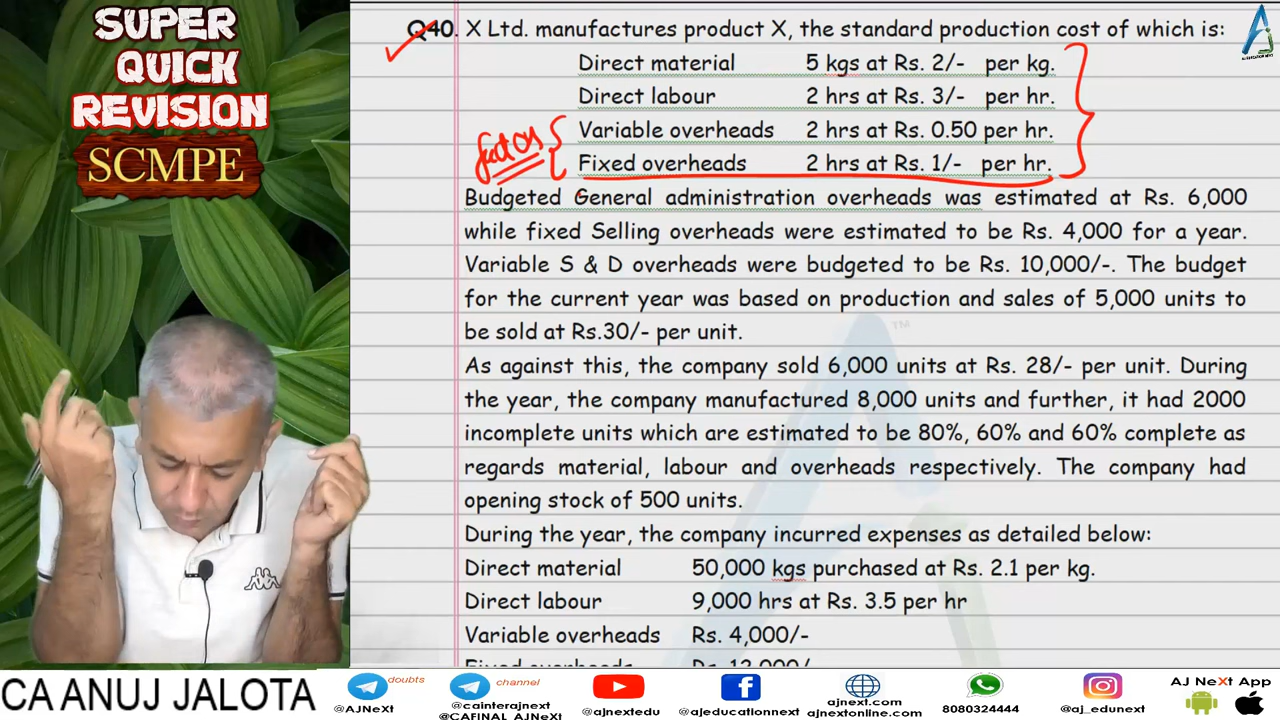 SUPER
QUICK
REVISION
SCMPE
Q40. X Ltd. manufactures product X, the standard production cost of which is:
Direct material 5 kgs at Rs. 2/- per kg.
Direct labour 2 hrs at Rs. 3/- per hr.
Variable overheads 2 hrs at Rs. 0.50 per hr.
Fixed overheads 2 hrs at Rs. 1/- per hr.
Budgeted General administration overheads was estimated at Rs. 6,000
while fixed Selling overheads were estimated to be Rs. 4,000 for a year.
Variable S & D overheads were budgeted to be Rs. 10,000/-. The budget
for the current year was based on production and sales of 5,000 units to
be sold at Rs.30/- per unit.
As against this, the company sold 6,000 units at Rs. 28/- per unit. During
the year, the company manufactured 8,000 units and further, it had 2000
incomplete units which are estimated to be 80%, 60% and 60% complete as
regards material, labour and overheads respectively. The company had
opening stock of 500 units.
During the year, the company incurred expenses as detailed below:
Direct material 50,000 kgs purchased at Rs. 2.1 per kg.
Direct labour 9,000 hrs at Rs. 3.5 per hr
Variable overheads Rs. 4,000/-
Fixed overheads Rs. 12,000/-
CA ANUJ JALOTA
doubts
@AJNeXt
channel
@cainterajnext
@CAFINAL_AJNeXt
@ajnextedu
@ajeducationnext
ajnext.com
ajnextonline.com
8080324444
@aj_edunext
AJ NeXt App